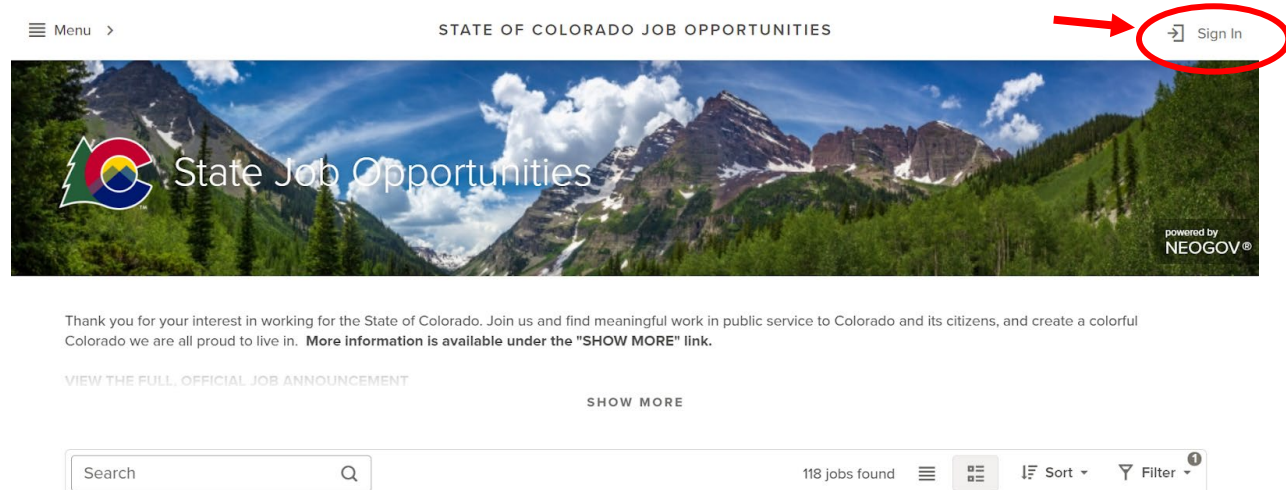 Menu >
STATE OF COLORADO JOB OPPORTUNITIES
Sign In
State Job Opportunities
TM
powered by
NEOGOV®
Thank you for your interest in working for the State of Colorado. Join us and find meaningful work in public service to Colorado and its citizens, and create a colorful
Colorado we are all proud to live in. More information is available under the "SHOW MORE" link.
VIEW THE FULL, OFFICIAL JOB ANNOUNCEMENT
SHOW MORE
Search
118 jobs found
Sort
Filter
1